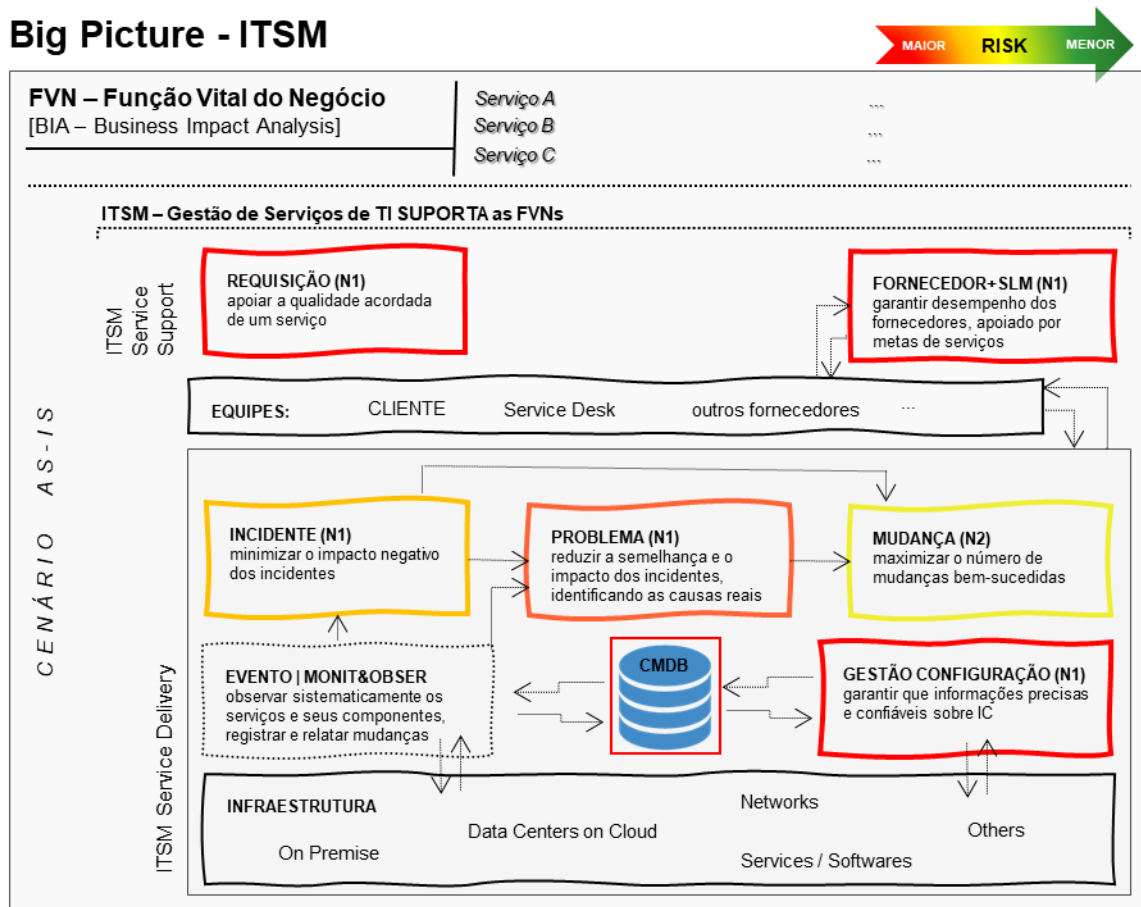 Big Picture - ITSM
MAIOR RISK MENOR
FVN – Função Vital do Negócio
[BIA – Business Impact Analysis]
Serviço A ...
Serviço B ...
Serviço C ...
ITSM – Gestão de Serviços de TI SUPORTA as FVNs
CENÁRIO AS-IS
ITSM
Service
Support
REQUISIÇÃO (N1)
apoiar a qualidade acordada
de um serviço
FORNECEDOR+SLM (N1)
garantir desempenho dos
fornecedores, apoiado por
metas de serviços
EQUIPES: CLIENTE Service Desk outros fornecedores ...
ITSM Service Delivery
INCIDENTE (N1)
minimizar o impacto negativo
dos incidentes
PROBLEMA (N1)
reduzir a semelhança e o
impacto dos incidentes,
identificando as causas reais
MUDANÇA (N2)
maximizar o número de
mudanças bem-sucedidas
EVENTO | MONIT&OBSER
observar sistematicamente os
serviços e seus componentes,
registrar e relatar mudanças
CMDB
GESTÃO CONFIGURAÇÃO (N1)
garantir que informações precisas
e confiáveis sobre IC
INFRAESTRUTURA
On Premise
Data Centers on Cloud
Networks
Services / Softwares
Others